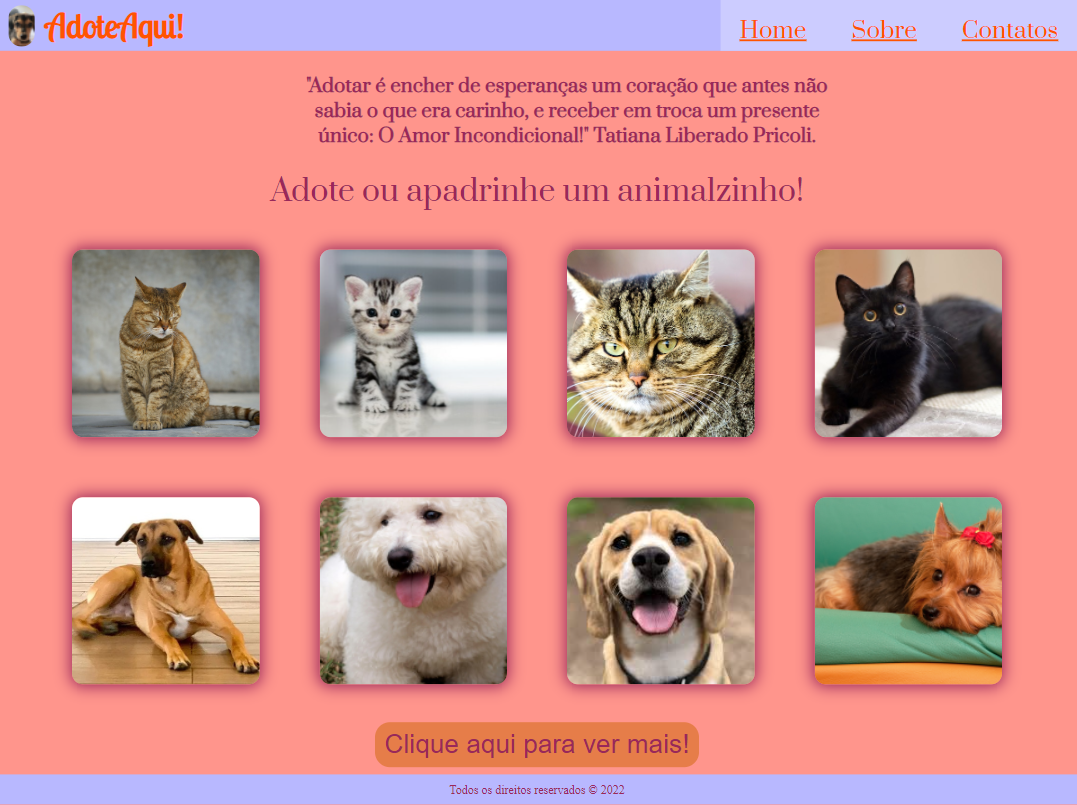 AdoteAqui!
Home Sobre Contatos
"Adotar é encher de esperanças um coração que antes não
sabia o que era carinho, e receber em troca um presente
único: O Amor Incondicional!" Tatiana Liberado Pricoli.
Adote ou apadrinhe um animalzinho!
Clique aqui para ver mais!
Todos os direitos reservados © 2022